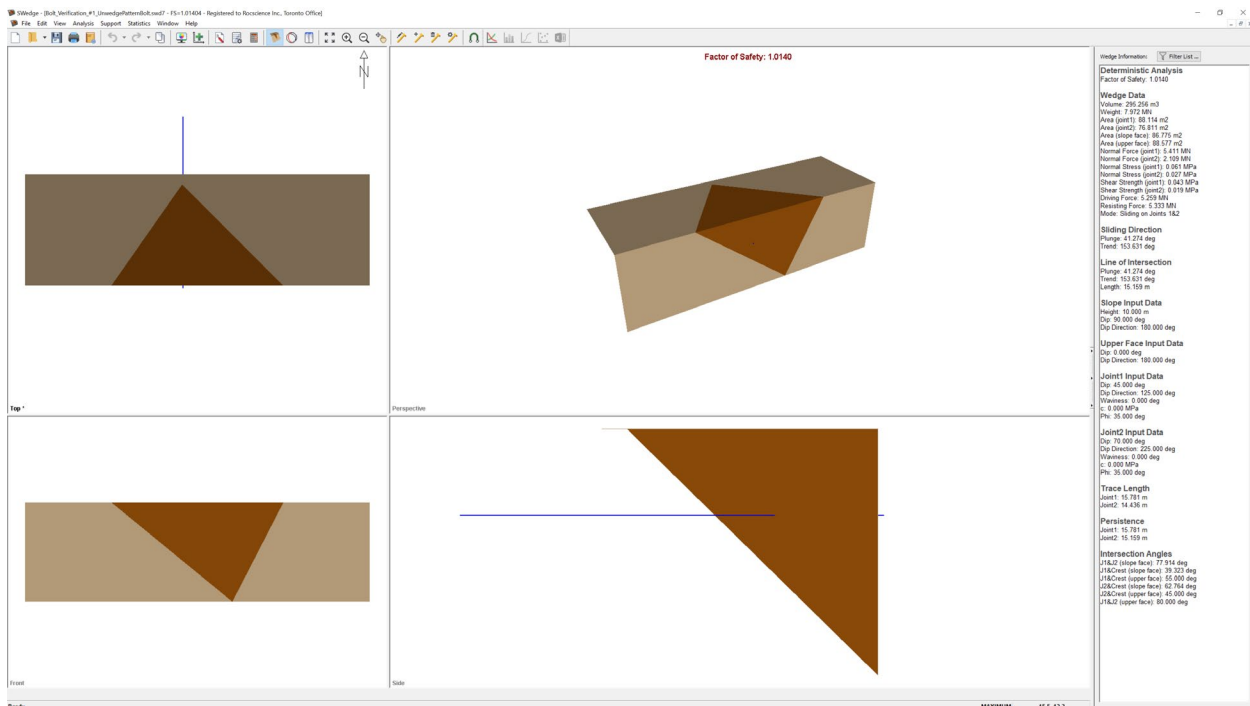 SWedge - [Bolt_Verification_#1_UnwedgePatternBolt.swd7 - FS=1.01404 - Registered to Rocscience Inc., Toronto Office]
File Edit View Analysis Support Statistics Window Help
N
Factor of Safety: 1.0140
Top *
Perspective
Front
Side
Wedge Information: Filter List ...
Deterministic Analysis
Factor of Safety: 1.0140
Wedge Data
Volume: 295.256 m3
Weight: 7.972 MN
Area (joint1): 88.114 m2
Area (joint2): 76.811 m2
Area (slope face): 86.775 m2
Area (upper face): 88.577 m2
Normal Force (joint1): 5.411 MN
Normal Force (joint2): 2.109 MN
Normal Stress (joint1): 0.061 MPa
Normal Stress (joint2): 0.027 MPa
Shear Strength (joint1): 0.043 MPa
Shear Strength (joint2): 0.019 MPa
Driving Force: 5.259 MN
Resisting Force: 5.333 MN
Mode: Sliding on Joints 1&2
Sliding Direction
Plunge: 41.274 deg
Trend: 153.631 deg
Line of Intersection
Plunge: 41.274 deg
Trend: 153.631 deg
Length: 15.159 m
Slope Input Data
Height: 10.000 m
Dip: 90.000 deg
Dip Direction: 180.000 deg
Upper Face Input Data
Dip: 0.000 deg
Dip Direction: 180.000 deg
Joint1 Input Data
Dip: 45.000 deg
Dip Direction: 125.000 deg
Waviness: 0.000 deg
c: 0.000 MPa
Phi: 35.000 deg
Joint2 Input Data
Dip: 70.000 deg
Dip Direction: 225.000 deg
Waviness: 0.000 deg
c: 0.000 MPa
Phi: 35.000 deg
Trace Length
Joint1: 15.781 m
Joint2: 14.436 m
Persistence
Joint1: 15.781 m
Joint2: 15.159 m
Intersection Angles
J1&J2 (slope face): 77.914 deg
J1&Crest (slope face): 39.323 deg
J1&Crest (upper face): 55.000 deg
J2&Crest (slope face): 62.764 deg
J2&Crest (upper face): 45.000 deg
J1&J2 (upper face): 80.000 deg